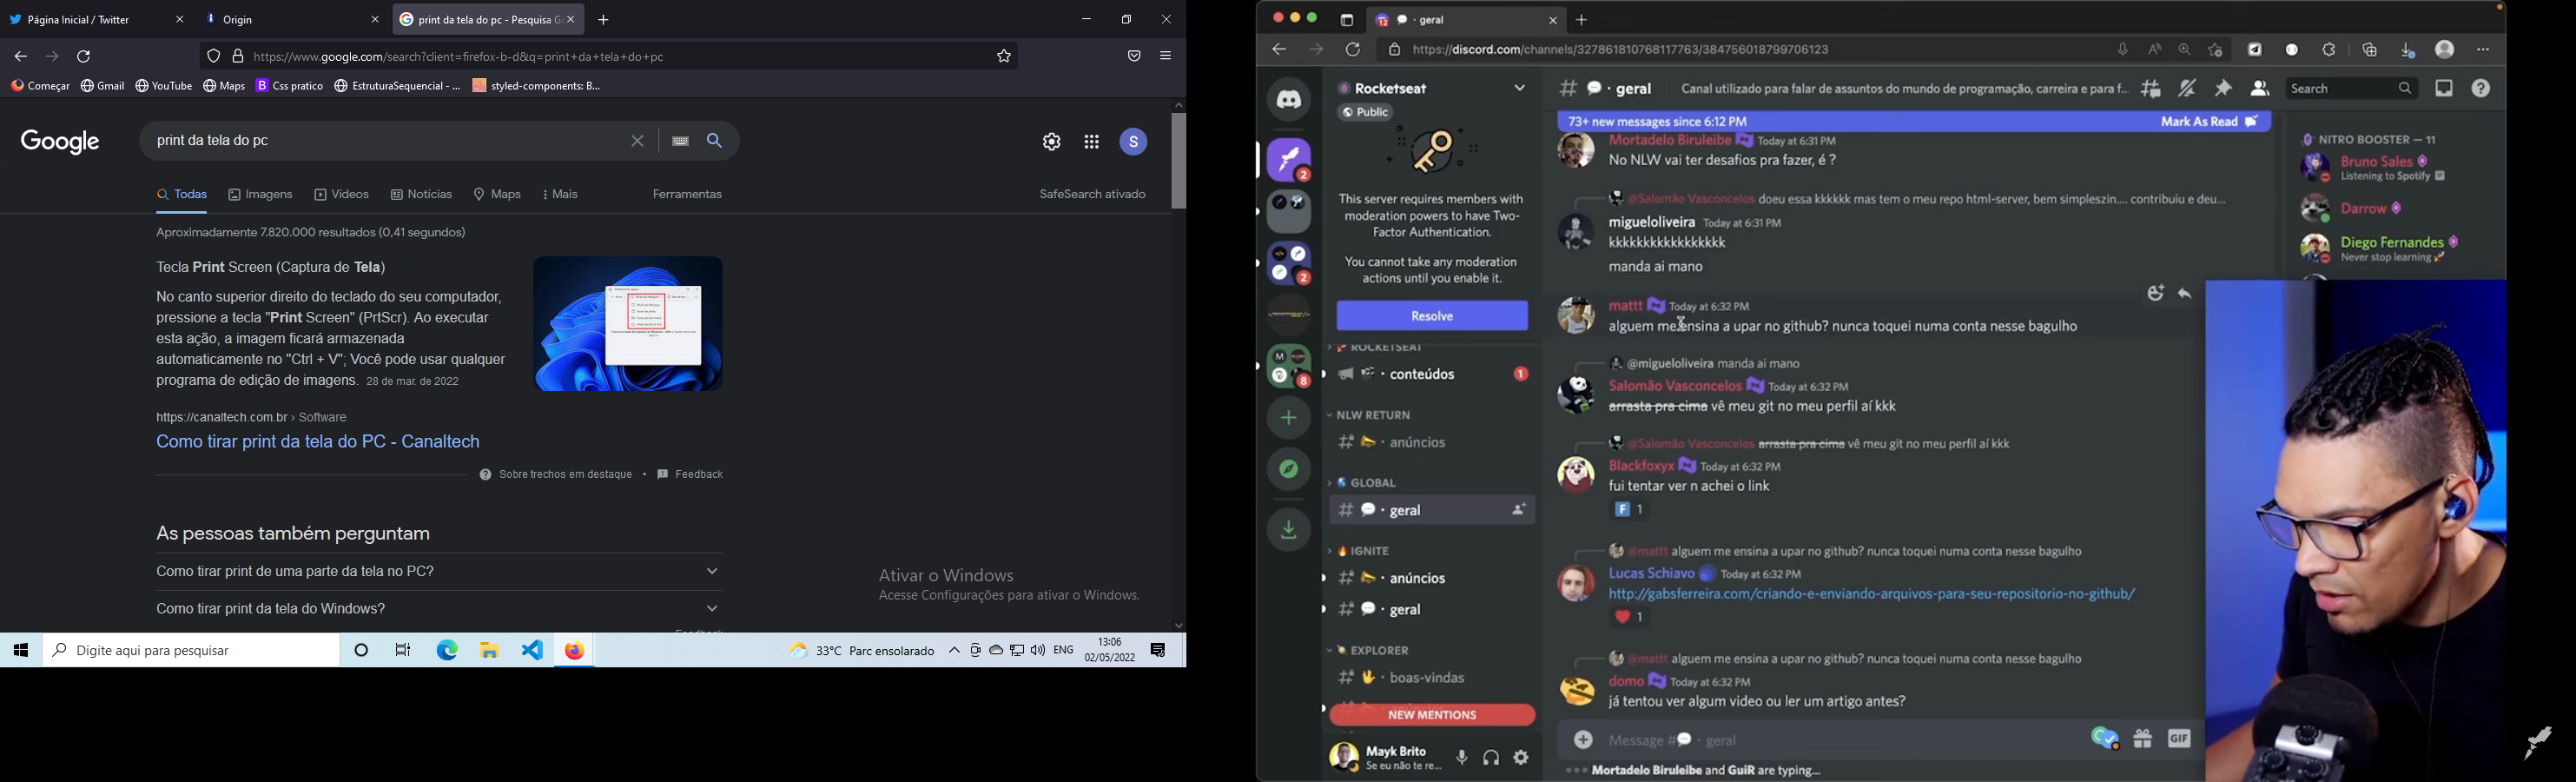 Página Inicial / Twitter
Origin
print da tela do pc - Pesquisa G
https://www.google.com/search?client=firefox-b-d&q=print+da+tela+do+pc
Começar
Gmail
YouTube
Maps
Css pratico
EstruturaSequencial - ...
styled-components: B...
Google
print da tela do pc
S
Todas
Imagens
Vídeos
Notícias
Maps
Mais
Ferramentas
SafeSearch ativado
Aproximadamente 7.820.000 resultados (0,41 segundos)
Tecla Print Screen (Captura de Tela)
No canto superior direito do teclado do seu computador,
pressione a tecla "Print Screen" (PrtScr). Ao executar
esta ação, a imagem ficará armazenada
automaticamente no "Ctrl + V"; Você pode usar qualquer
programa de edição de imagens. 28 de mar. de 2022
https://canaltech.com.br › Software
Como tirar print da tela do PC - Canaltech
Sobre trechos em destaque • Feedback
As pessoas também perguntam
Como tirar print de uma parte da tela no PC?
Como tirar print da tela do Windows?
Feedback
Ativar o Windows
Acesse Configurações para ativar o Windows.
Digite aqui para pesquisar
33°C Parc ensolarado
ENG
13:06
02/05/2022
12
· geral
https://discord.com/channels/327861810768117763/384756018799706123
Rocketseat
Public
This server requires members with
moderation powers to have Two-
Factor Authentication.
You cannot take any moderation
actions until you enable it.
Resolve
ROCKETSEAT
· conteúdos
1
NLW RETURN
· anúncios
GLOBAL
· geral
IGNITE
· anúncios
· geral
EXPLORER
· boas-vindas
NEW MENTIONS
Mayk Brito
Se eu não te re...
2
2
M
8
# · geral
Canal utilizado para falar de assuntos do mundo de programação, carreira e para f...
Search
73+ new messages since 6:12 PM
Mark As Read
Mortadelo Biruleibe Today at 6:31 PM
No NLW vai ter desafios pra fazer, é ?
@Salomão Vasconcelos doeu essa kkkkkk mas tem o meu repo html-server, bem simpleszin.... contribuiu e deu...
migueloliveira Today at 6:31 PM
kkkkkkkkkkkkkkkkk
manda ai mano
mattt Today at 6:32 PM
alguem me ensina a upar no github? nunca toquei numa conta nesse bagulho
@migueloliveira manda ai mano
Salomão Vasconcelos Today at 6:32 PM
arrasta pra cima vê meu git no meu perfil aí kkk
@Salomão Vasconcelos arrasta pra cima vê meu git no meu perfil aí kkk
Blackfoxyx Today at 6:32 PM
fui tentar ver n achei o link
F 1
@mattt alguem me ensina a upar no github? nunca toquei numa conta nesse bagulho
Lucas Schiavo Today at 6:32 PM
http://gabsferreira.com/criando-e-enviando-arquivos-para-seu-repositorio-no-github/
1
@mattt alguem me ensina a upar no github? nunca toquei numa conta nesse bagulho
domo Today at 6:32 PM
já tentou ver algum video ou ler um artigo antes?
Message # · geral
GIF
Mortadelo Biruleibe and GuiR are typing...
NITRO BOOSTER — 11
Bruno Sales
Listening to Spotify
Darrow
Diego Fernandes
Never stop learning